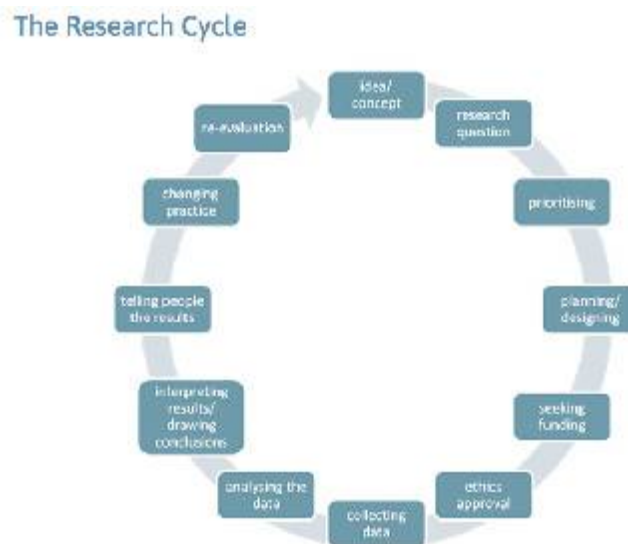 The Research Cycle
idea/
concept
research
question
prioritising
planning/
designing
seeking
funding
ethics
approval
collecting
data
analysing the
data
interpreting
results/
drawing
conclusions
telling people
the results
changing
practice
re-evaluation